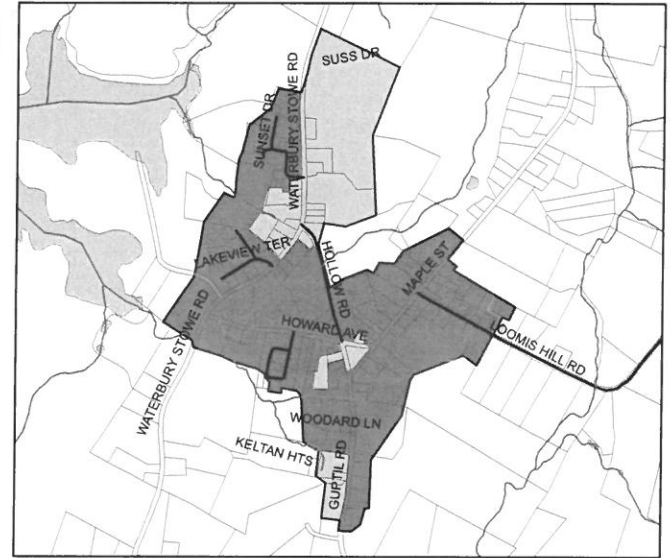 SUSS DR
WATERBURY STOWE RD
SUNSET DR
LAKEVIEW TER
HOLLOW RD
MAPLE ST
HOWARD AVE
LOOMIS HILL RD
WATERBURY STOWE RD
WOODARD LN
KELTAN HTS
GUPTIL RD